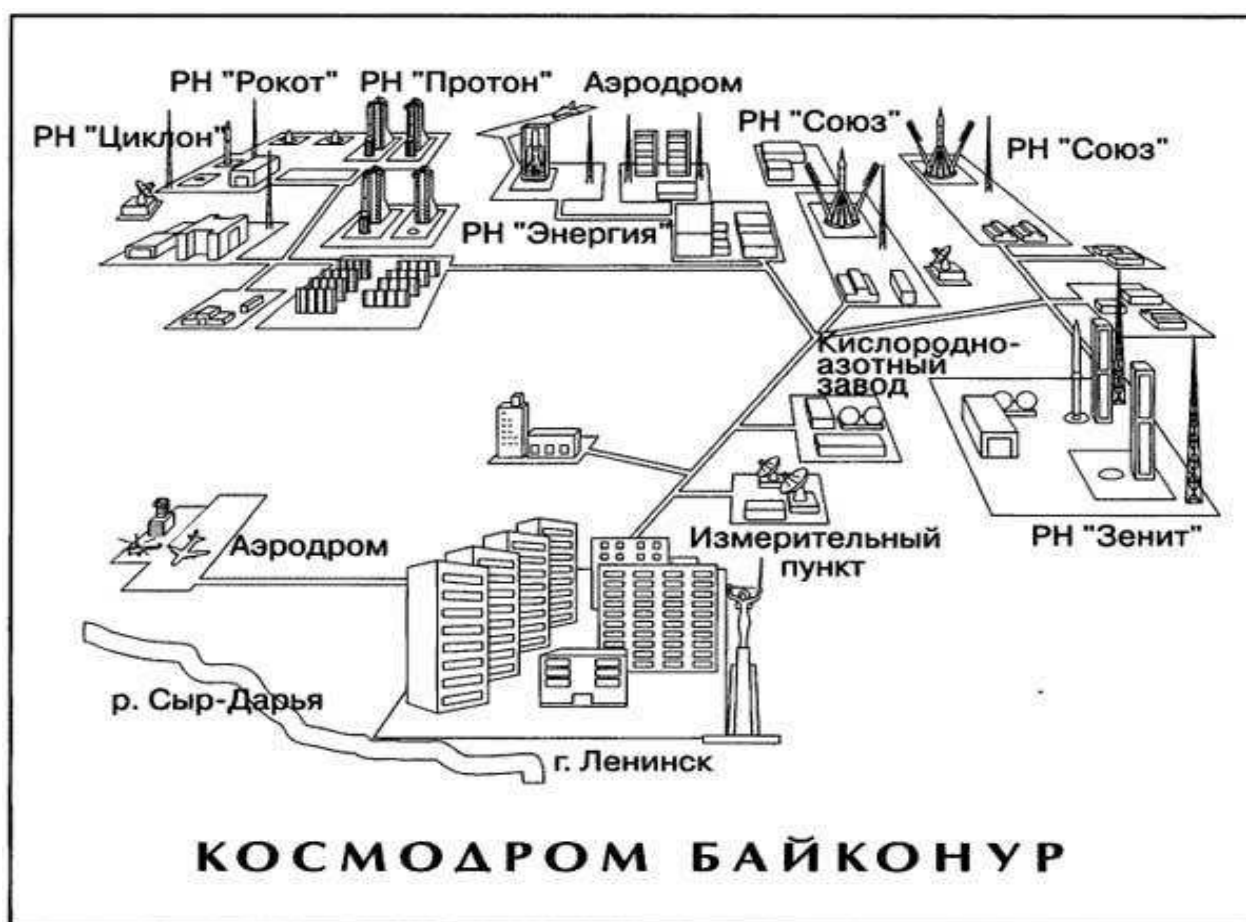 РН "Рокот"
РН "Протон"
Аэродром
РН "Циклон"
РН "Союз"
РН "Союз"
РН "Энергия"
Кислородно-
азотный
завод
Аэродром
Измерительный
пункт
РН "Зенит"
р. Сыр-Дарья
г. Ленинск
КОСМОДРОМ БАЙКОНУР